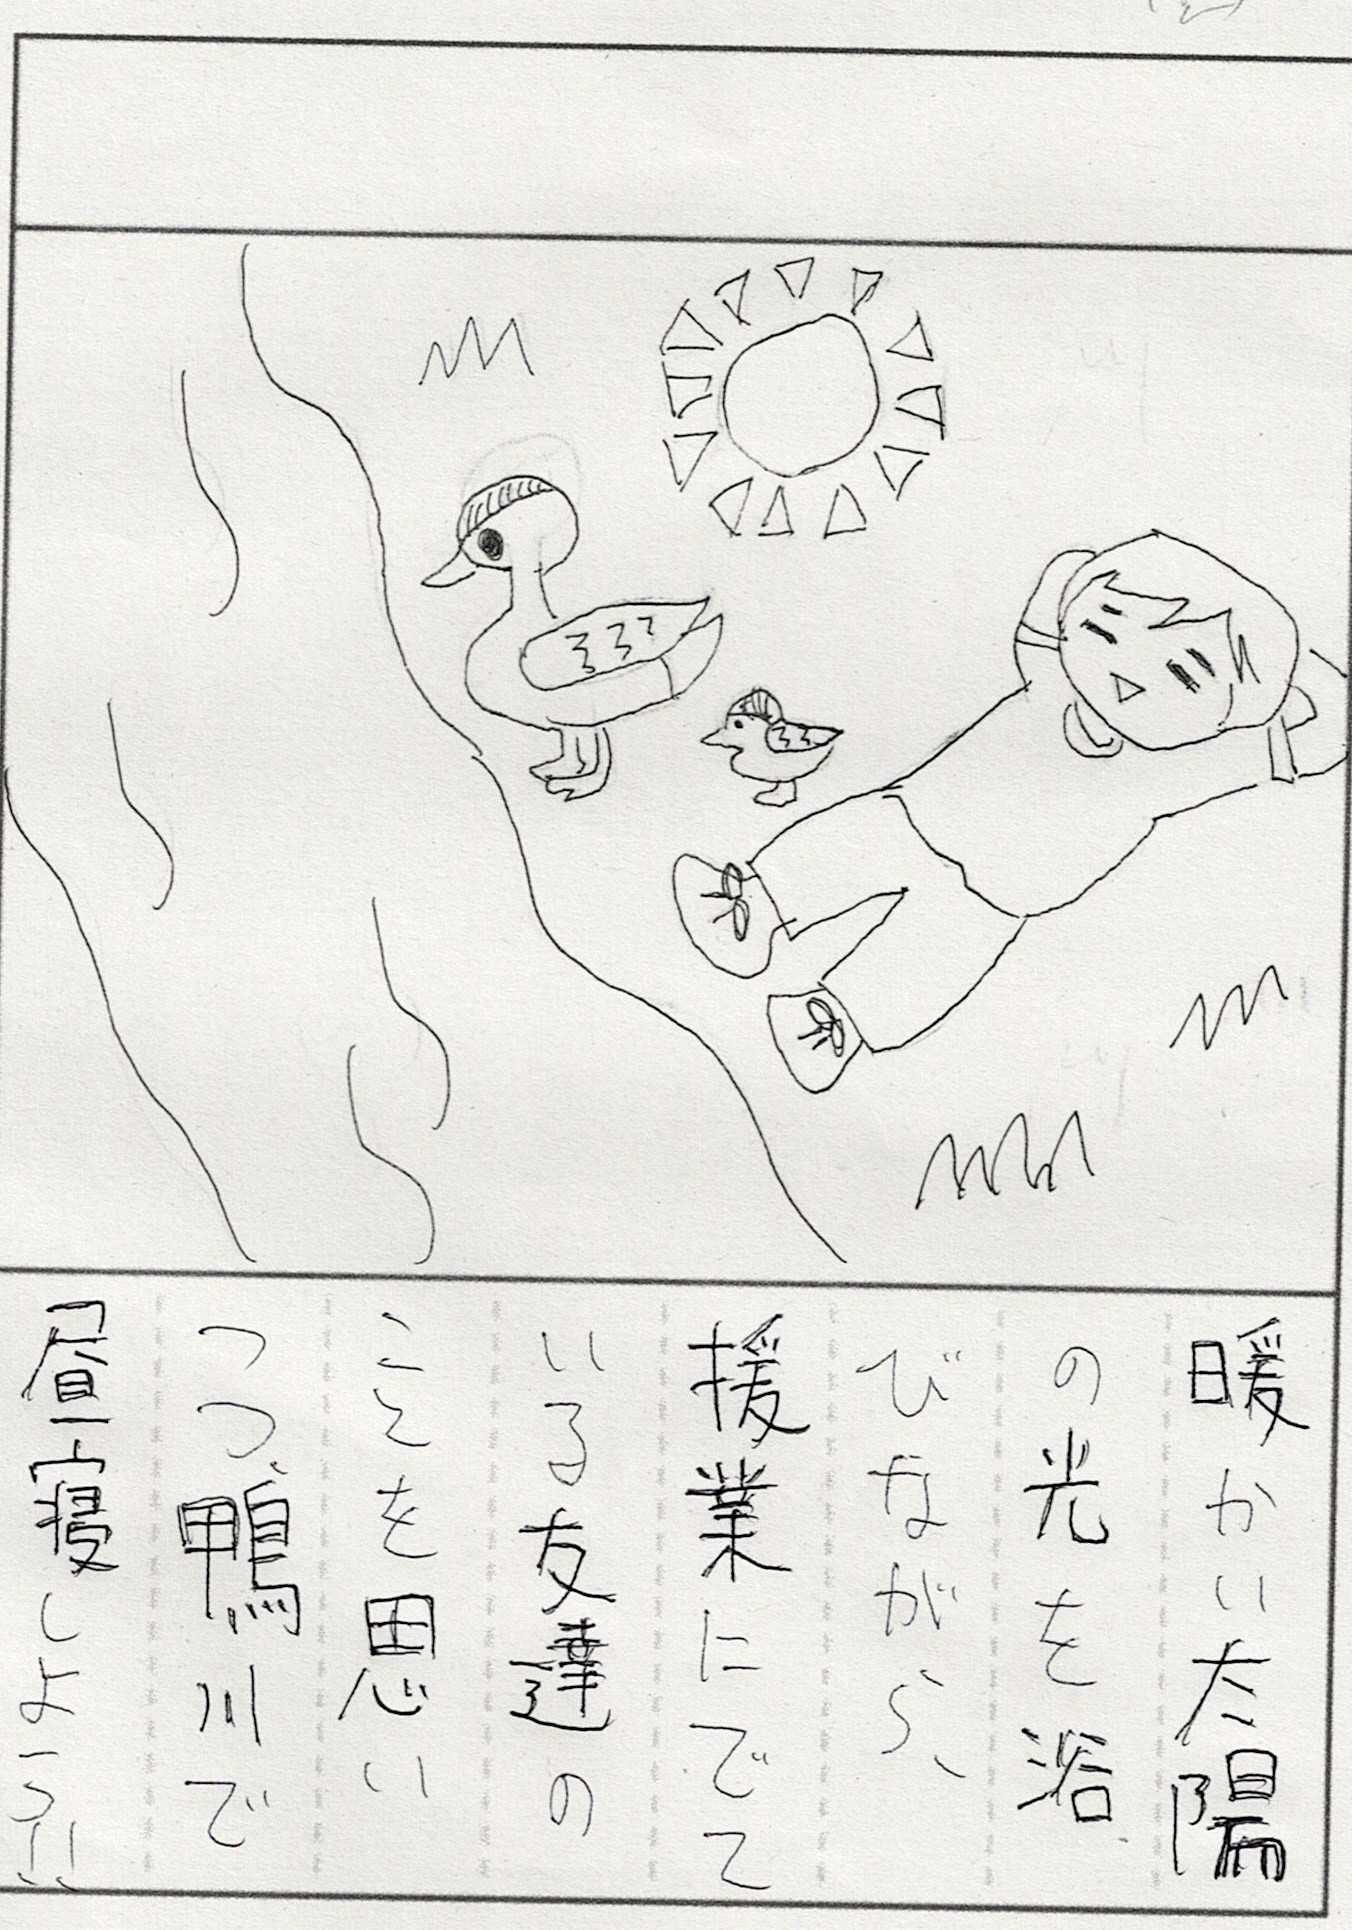 暖かい太陽
の光を浴
びながら、
援業にでて
いる友達の
ことを思い
つつ、鴨川で
昼寝しよう!!